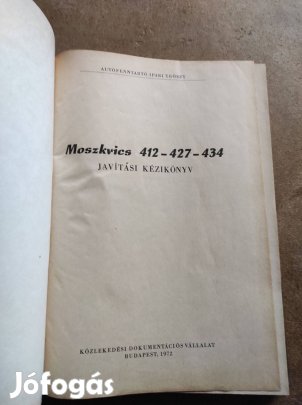 AUTÓFENNTARTÓ IPARI TRÖSZT
Moszkvics 412-427-434
JAVÍTÁSI KÉZIKÖNYV
KÖZLEKEDÉSI DOKUMENTÁCIÓS VÁLLALAT
BUDAPEST, 1972
Jófogás